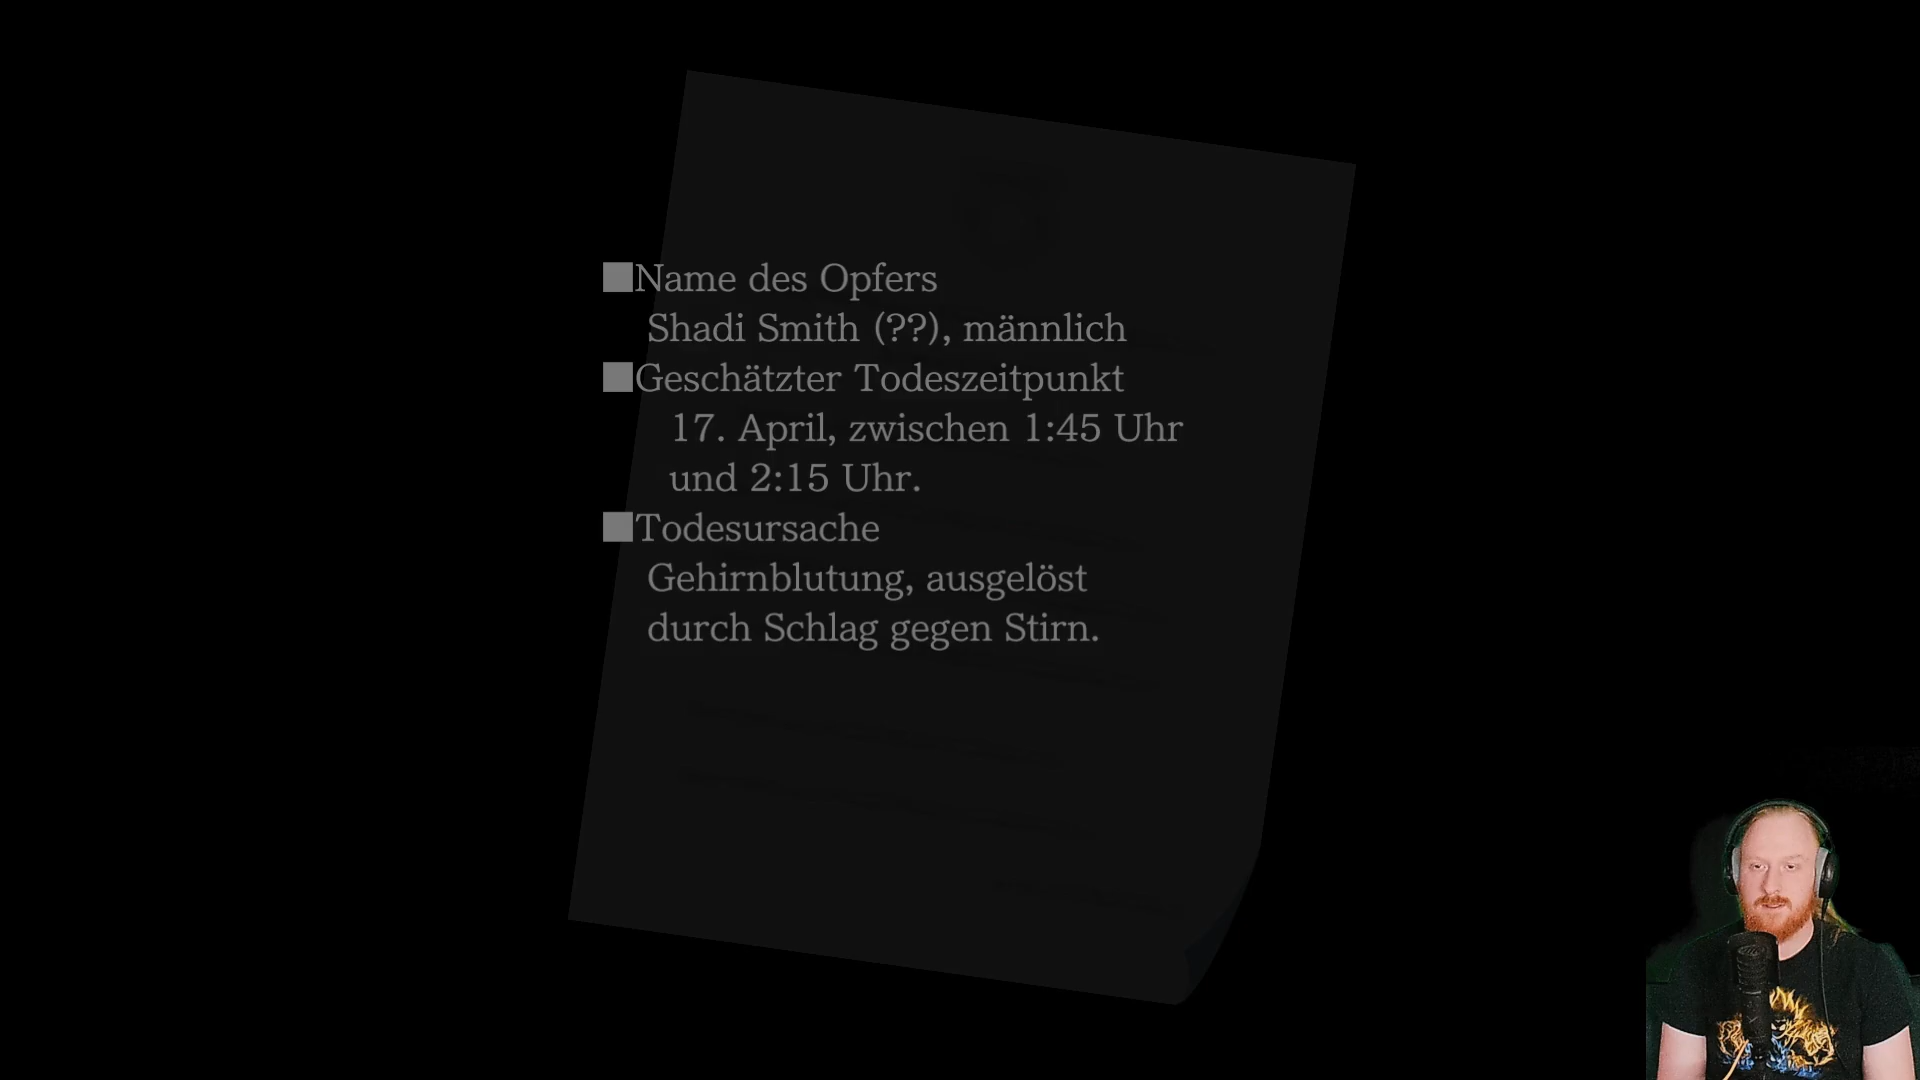 ■Name des Opfers
Shadi Smith (??), männlich
■Geschätzter Todeszeitpunkt
17. April, zwischen 1:45 Uhr
und 2:15 Uhr.
■Todesursache
Gehirnblutung, ausgelöst
durch Schlag gegen Stirn.